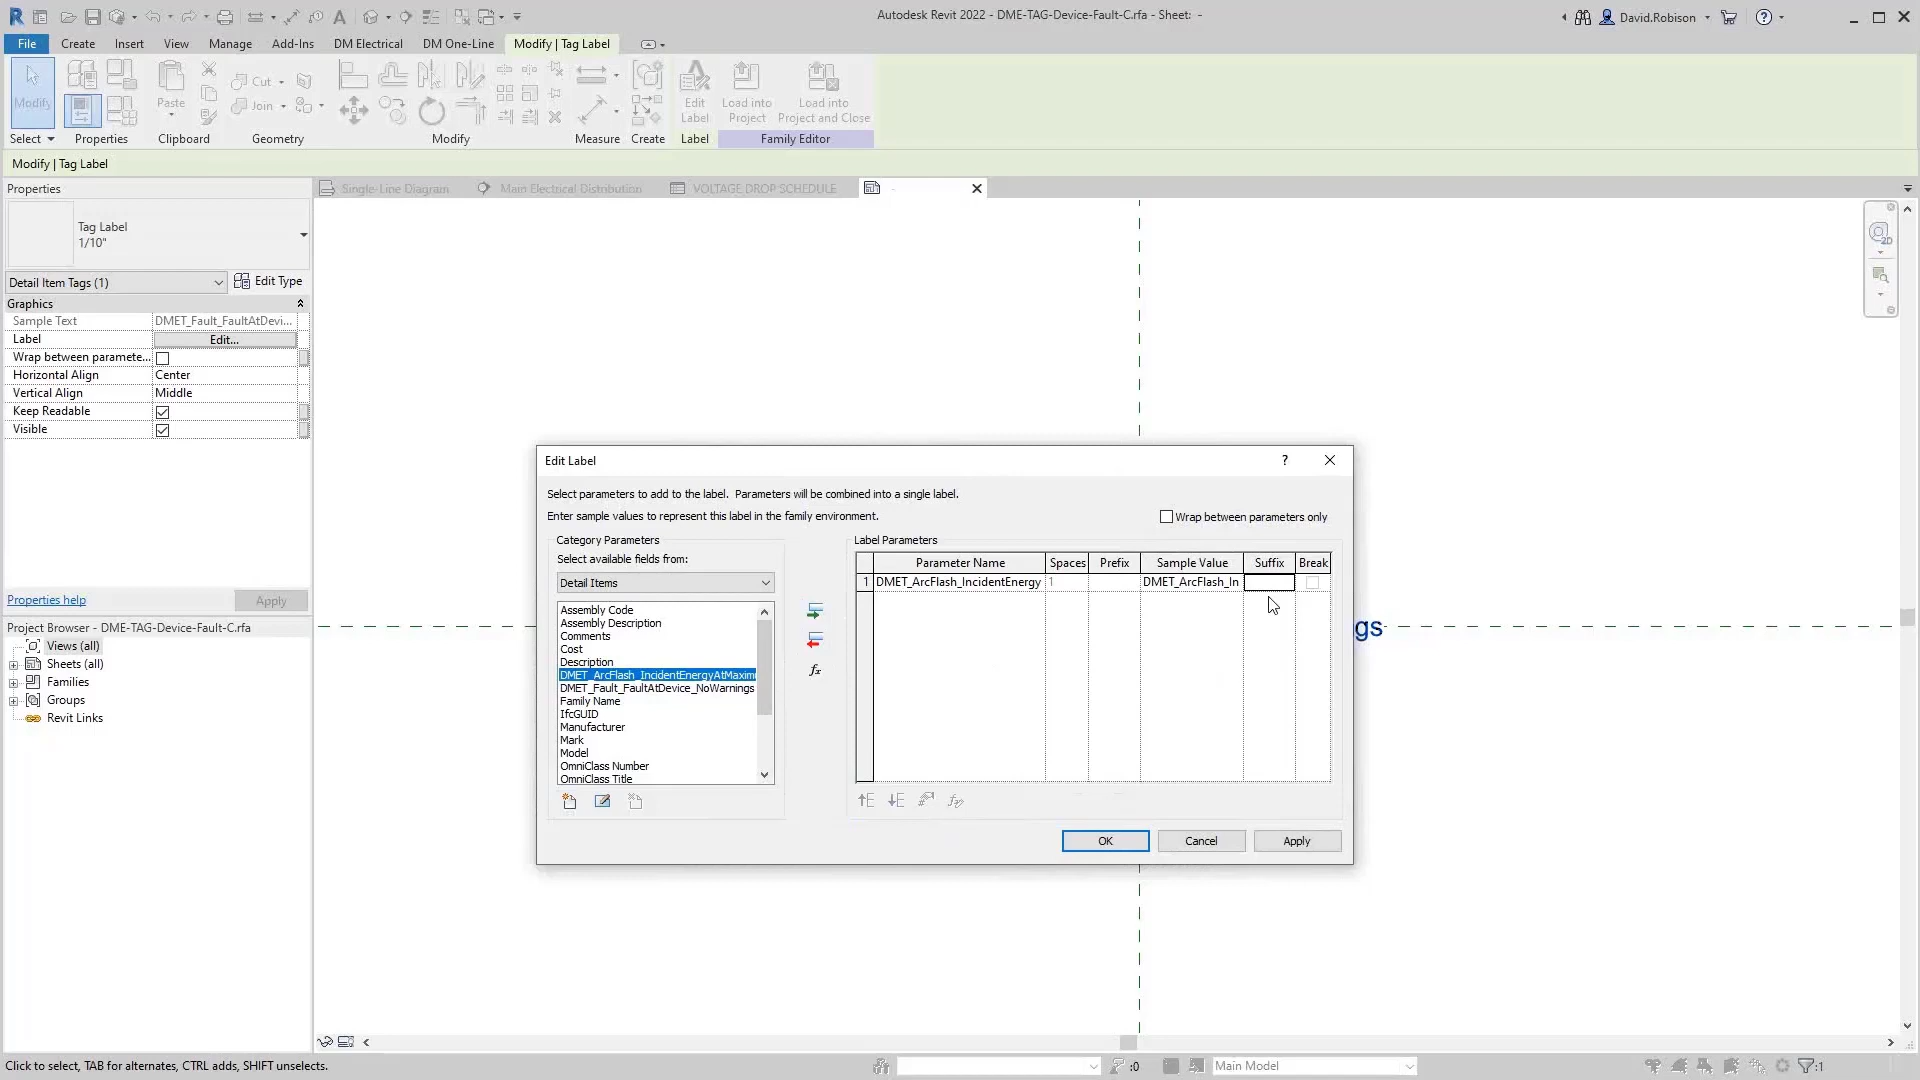 Autodesk Revit 2022 - DME-TAG-Device-Fault-C.rfa - Sheet: -
David.Robison
File Create Insert View Manage Add-Ins DM Electrical DM One-Line Modify | Tag Label
Modify
Paste
Cut
Join
Edit Label
Load into Project
Load into Project and Close
Select Properties Clipboard Geometry Modify Measure Create Label Family Editor
Modify | Tag Label
Properties
Single-Line Diagram Main Electrical Distribution VOLTAGE DROP SCHEDULE -
Tag Label
1/10"
Detail Item Tags (1) Edit Type
Graphics
Sample Text DMET_Fault_FaultAtDevi...
Label Edit...
Wrap between paramete...
Horizontal Align Center
Vertical Align Middle
Keep Readable
Visible
Properties help Apply
Project Browser - DME-TAG-Device-Fault-C.rfa
Views (all)
Sheets (all)
Families
Groups
Revit Links
2D
gs
Edit Label ?
Select parameters to add to the label. Parameters will be combined into a single label.
Enter sample values to represent this label in the family environment.
Wrap between parameters only
Category Parameters
Select available fields from:
Detail Items
Assembly Code
Assembly Description
Comments
Cost
Description
DMET_ArcFlash_IncidentEnergyAtMaxim
DMET_Fault_FaultAtDevice_NoWarnings
Family Name
IfcGUID
Manufacturer
Mark
Model
OmniClass Number
OmniClass Title
fx
Label Parameters
Parameter Name Spaces Prefix Sample Value Suffix Break
1 DMET_ArcFlash_IncidentEnergy 1 DMET_ArcFlash_In
OK Cancel Apply
Click to select, TAB for alternates, CTRL adds, SHIFT unselects.
:0
Main Model
:1